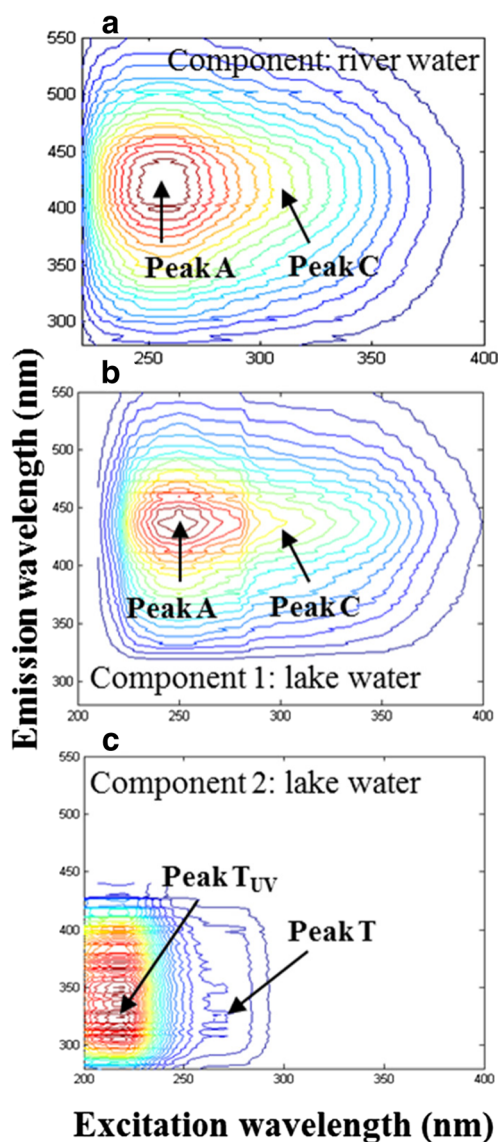 a
550
500
450
400
350
300
Component: river water
Peak A
Peak C
250
300
350
400
b
550
500
450
400
350
300
Peak A
Peak C
Component 1: lake water
200
250
300
350
400
c
550
500
450
400
350
300
Component 2: lake water
Peak TUV
Peak T
200
250
300
350
400
Emission wavelength (nm)
Excitation wavelength (nm)